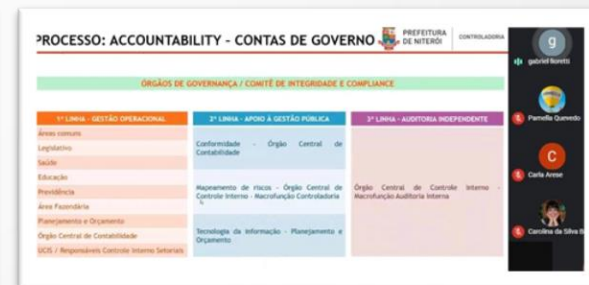 PROCESSO: ACCOUNTABILITY - CONTAS DE GOVERNO
PREFEITURA
DE NITERÓI
CONTROLADORIA
ÓRGÃOS DE GOVERNANÇA / COMITÊ DE INTEGRIDADE E COMPLIANCE
1ª LINHA - GESTÃO OPERACIONAL
Áreas comuns
Legislativo
Saúde
Educação
Previdência
Área Fazendária
Planejamento e Orçamento
Órgão Central de Contabilidade
UCIS / Responsáveis Controle Interno Setoriais
2ª LINHA - APOIO À GESTÃO PÚBLICA
Conformidade - Órgão Central de
Contabilidade
Mapeamento de riscos - Órgão Central de
Controle Interno - Macrofunção Controladoria
Tecnologia da Informação - Planejamento e
Orçamento
3ª LINHA - AUDITORIA INDEPENDENTE
Órgão Central de Controle Interno -
Macrofunção Auditoria Interna
g
gabriel fioretti
Pamella Quevedo
C
Carla Arese
Carolina da Silva B